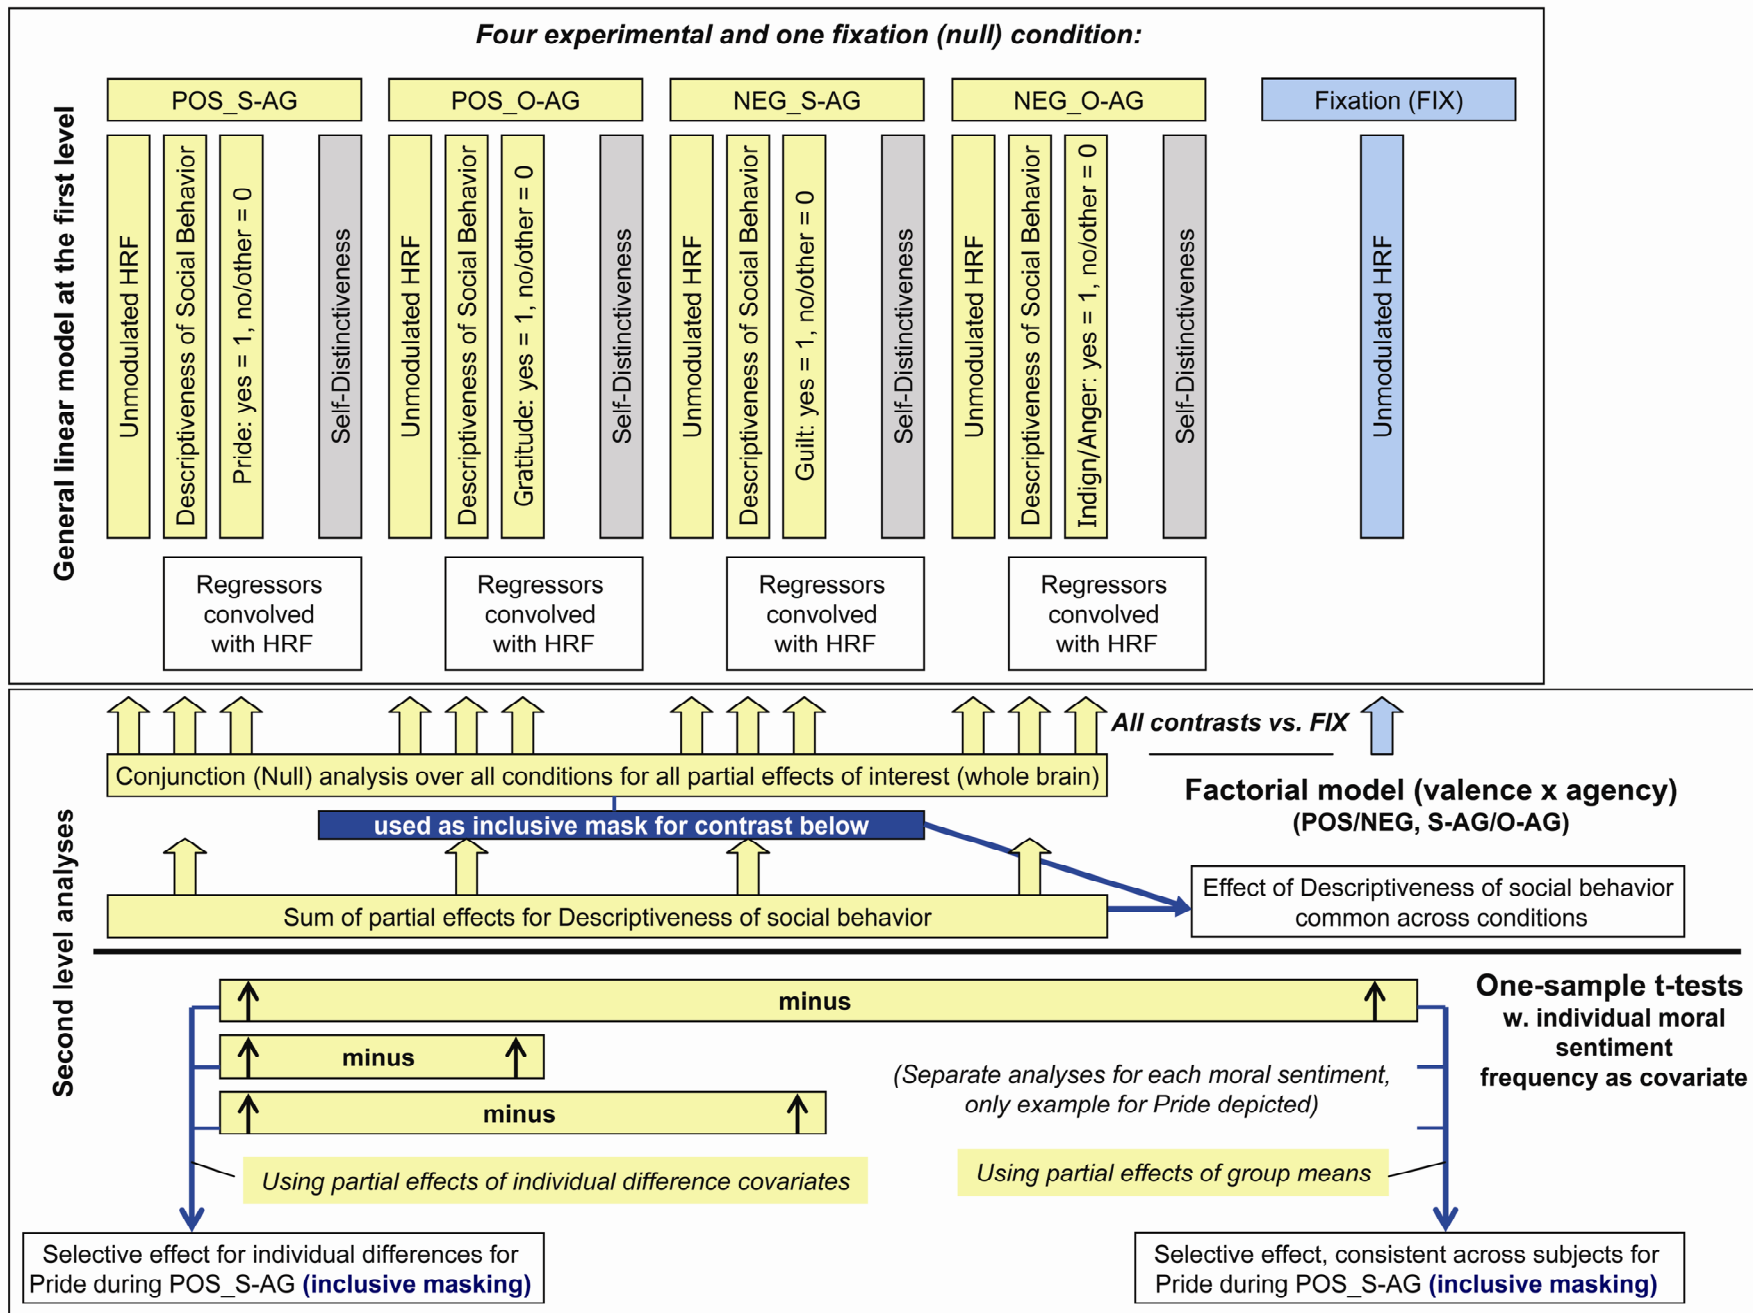 Four experimental and one fixation (null) condition:
General linear model at the first level
POS_S-AG
POS_O-AG
NEG_S-AG
NEG_O-AG
Fixation (FIX)
Unmodulated HRF
Descriptiveness of Social Behavior
Pride: yes = 1, no/other = 0
Self-Distinctiveness
Unmodulated HRF
Descriptiveness of Social Behavior
Gratitude: yes = 1, no/other = 0
Self-Distinctiveness
Unmodulated HRF
Descriptiveness of Social Behavior
Guilt: yes = 1, no/other = 0
Self-Distinctiveness
Unmodulated HRF
Descriptiveness of Social Behavior
Indign/Anger: yes = 1, no/other = 0
Self-Distinctiveness
Unmodulated HRF
Regressors
convolved
with HRF
Regressors
convolved
with HRF
Regressors
convolved
with HRF
Regressors
convolved
with HRF
Second level analyses
All contrasts vs. FIX
Conjunction (Null) analysis over all conditions for all partial effects of interest (whole brain)
Factorial model (valence x agency)
(POS/NEG, S-AG/O-AG)
used as inclusive mask for contrast below
Sum of partial effects for Descriptiveness of social behavior
Effect of Descriptiveness of social behavior
common across conditions
minus
minus
minus
One-sample t-tests
w. individual moral
sentiment
frequency as covariate
(Separate analyses for each moral sentiment,
only example for Pride depicted)
Using partial effects of individual difference covariates
Using partial effects of group means
Selective effect for individual differences for
Pride during POS_S-AG (inclusive masking)
Selective effect, consistent across subjects for
Pride during POS_S-AG (inclusive masking)